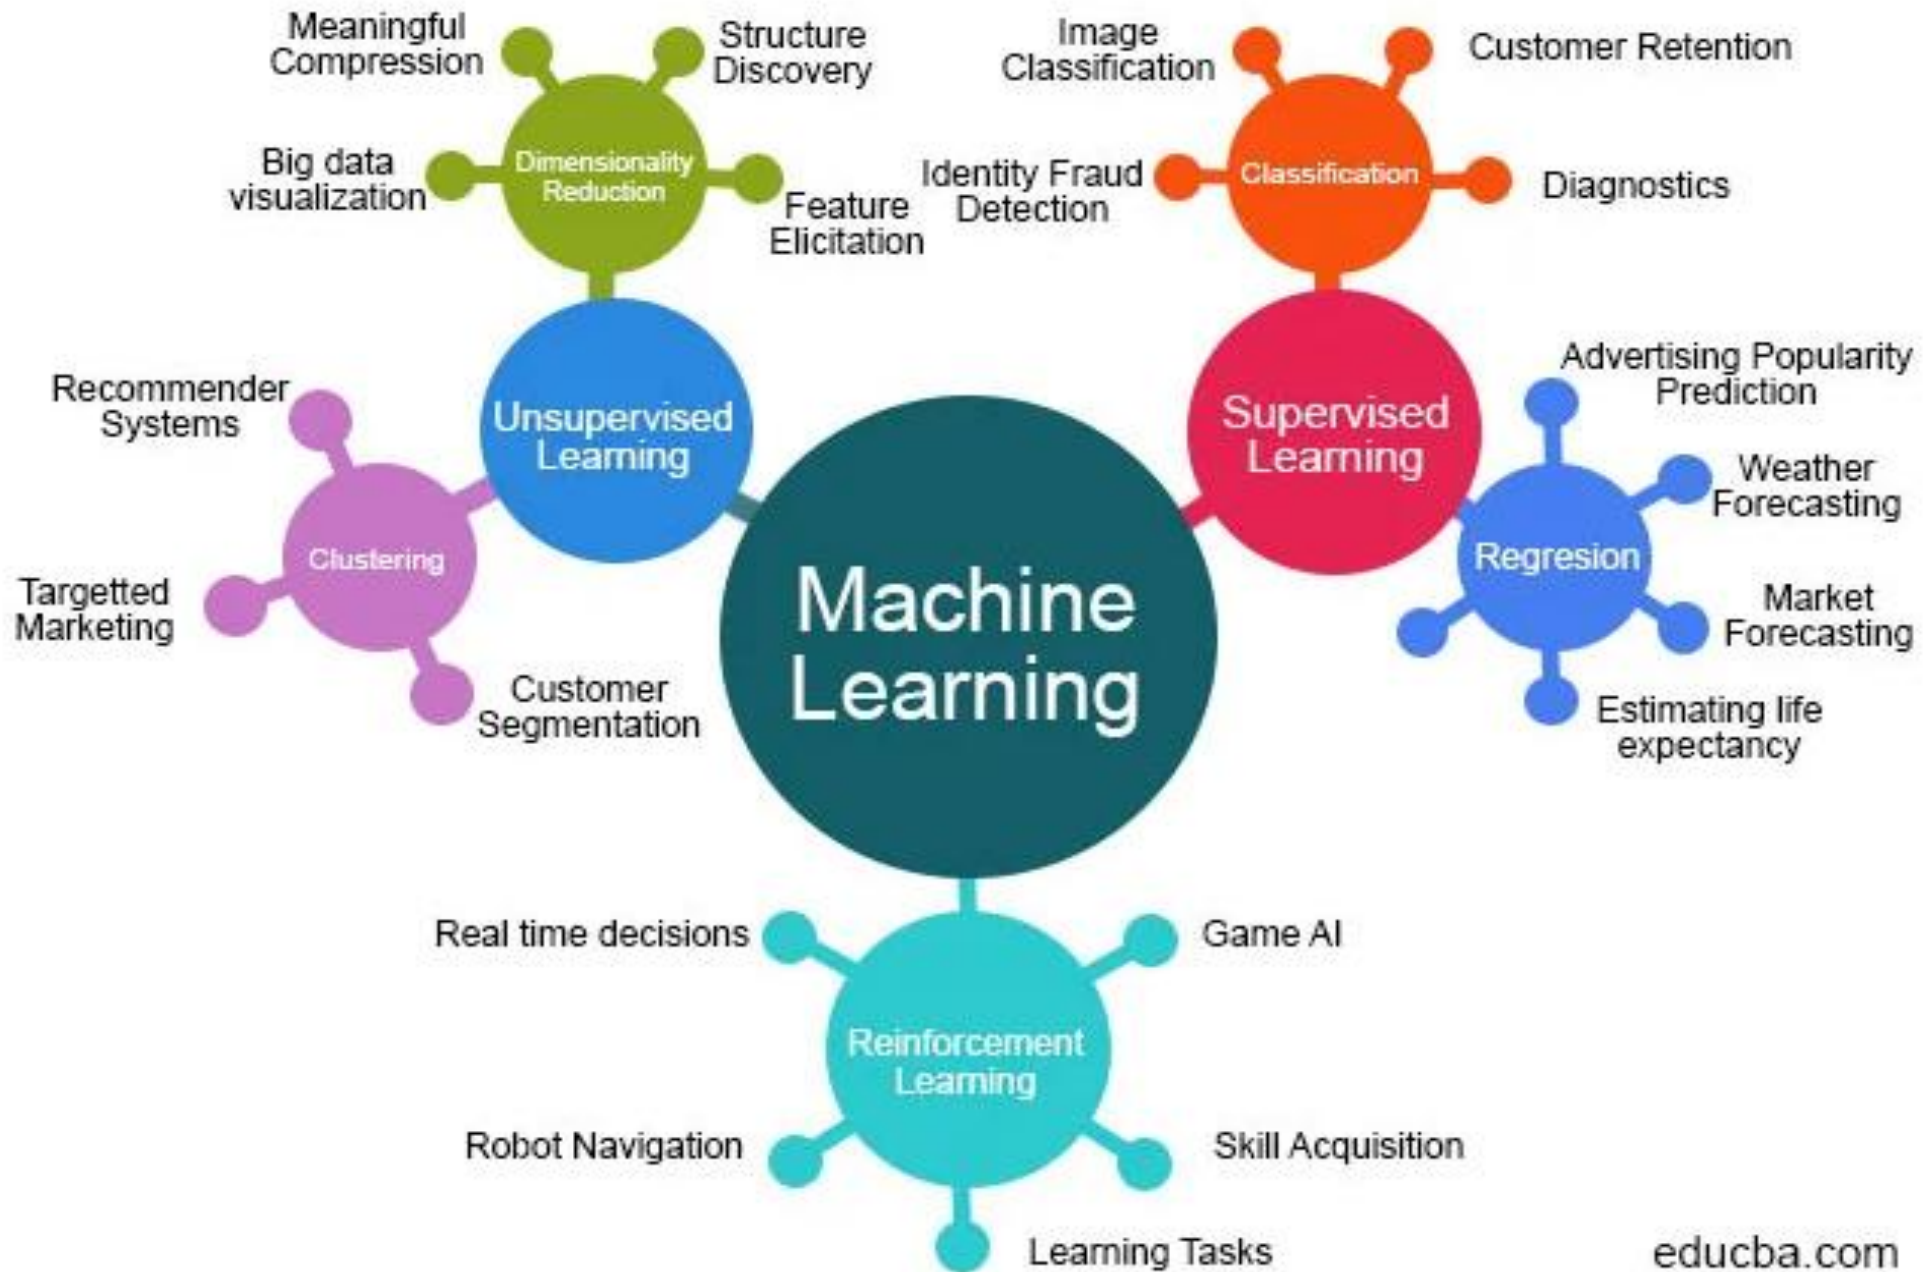 Meaningful
Compression
Structure
Discovery
Big data
visualization
Dimensionality
Reduction
Feature
Elicitation
Image
Classification
Customer Retention
Identity Fraud
Detection
Classification
Diagnostics
Recommender
Systems
Unsupervised
Learning
Clustering
Targetted
Marketing
Customer
Segmentation
Machine
Learning
Supervised
Learning
Advertising Popularity
Prediction
Weather
Forecasting
Regresion
Market
Forecasting
Estimating life
expectancy
Real time decisions
Game AI
Reinforcement
Learning
Robot Navigation
Skill Acquisition
Learning Tasks
educba.com